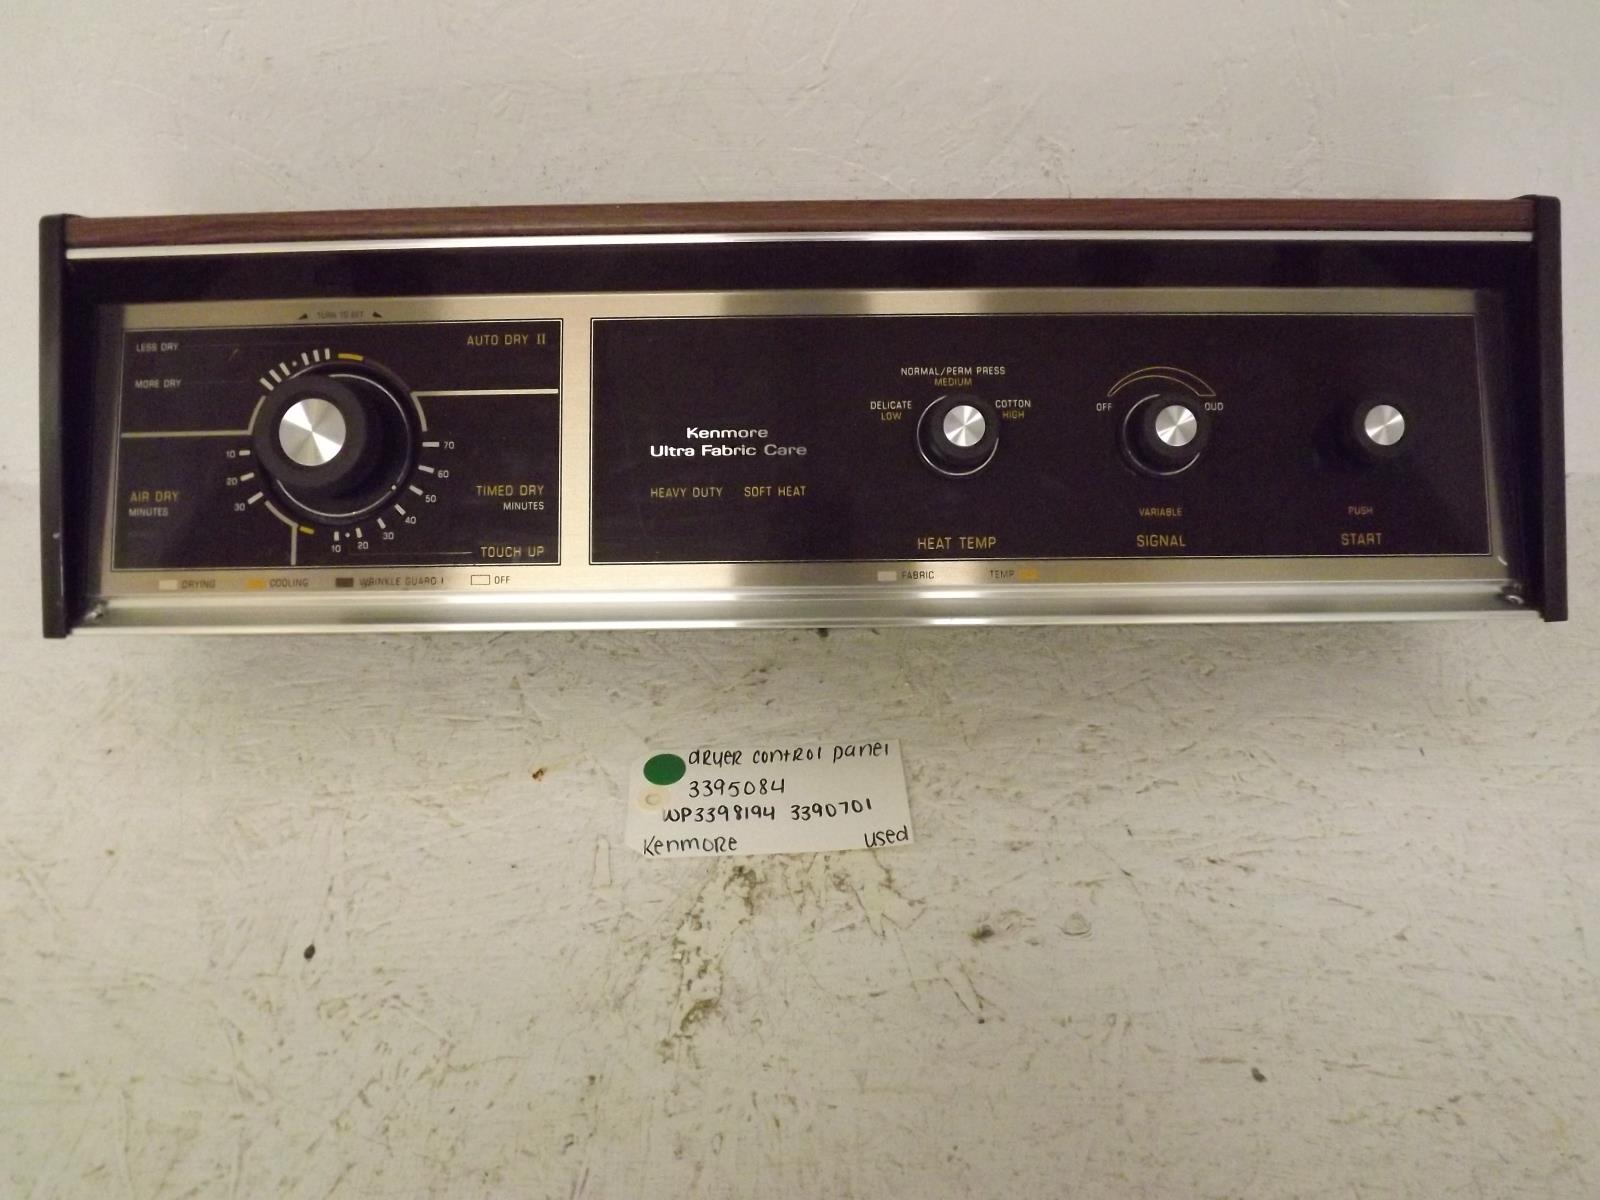 TURN TO SET
LESS DRY
AUTO DRY II
MORE DRY
10
20
30
AIR DRY
MINUTES
70
60
50
40
30
20
10
TIMED DRY
MINUTES
TOUCH UP
DRYING COOLING WRINKLE GUARD I OFF
Kenmore
Ultra Fabric Care
HEAVY DUTY SOFT HEAT
NORMAL/PERM PRESS
MEDIUM
DELICATE
LOW
COTTON
HIGH
HEAT TEMP
OFF OUD
VARIABLE
SIGNAL
PUSH
START
FABRIC TEMP
dryer control panel
3395084
WP3398194 3390701
Kenmore used